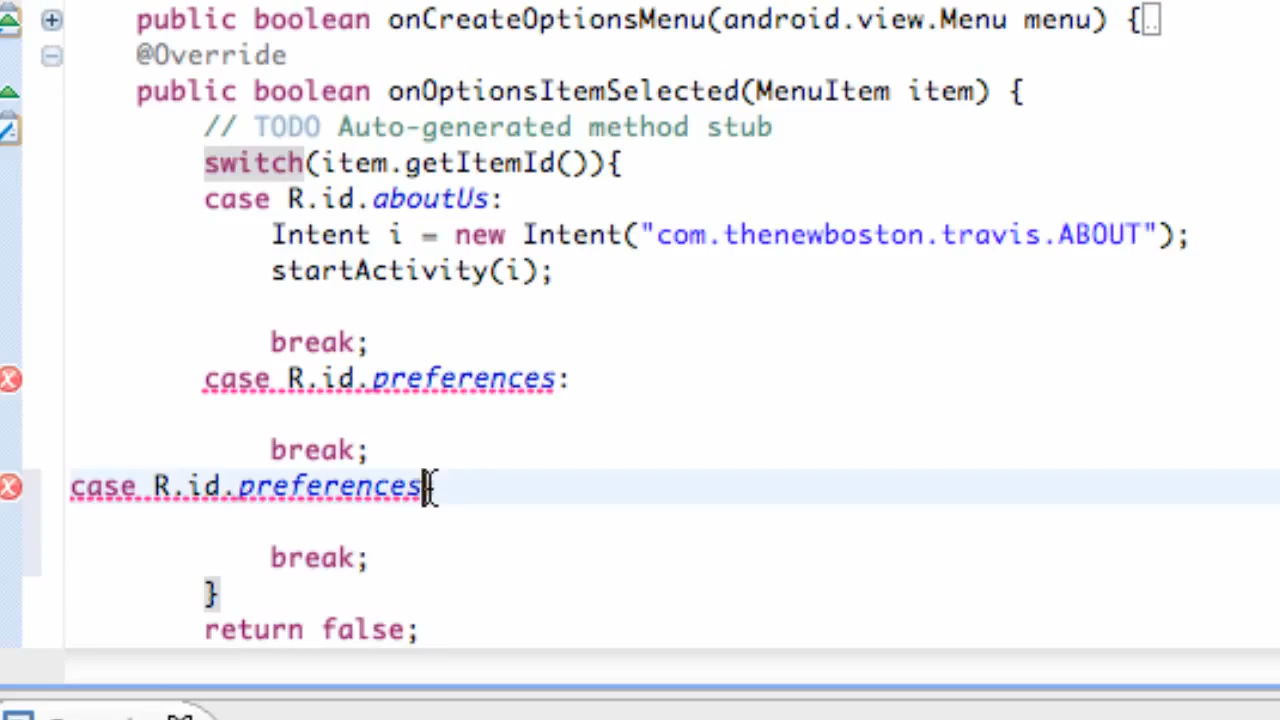 public boolean onCreateOptionsMenu(android.view.Menu menu) {..
@Override
public boolean onOptionsItemSelected(MenuItem item) {
// TODO Auto-generated method stub
switch(item.getItemId()){
case R.id.aboutUs:
Intent i = new Intent("com.thenewboston.travis.ABOUT");
startActivity(i);
break;
case R.id.preferences:
break;
case R.id.preferences
break;
}
return false;